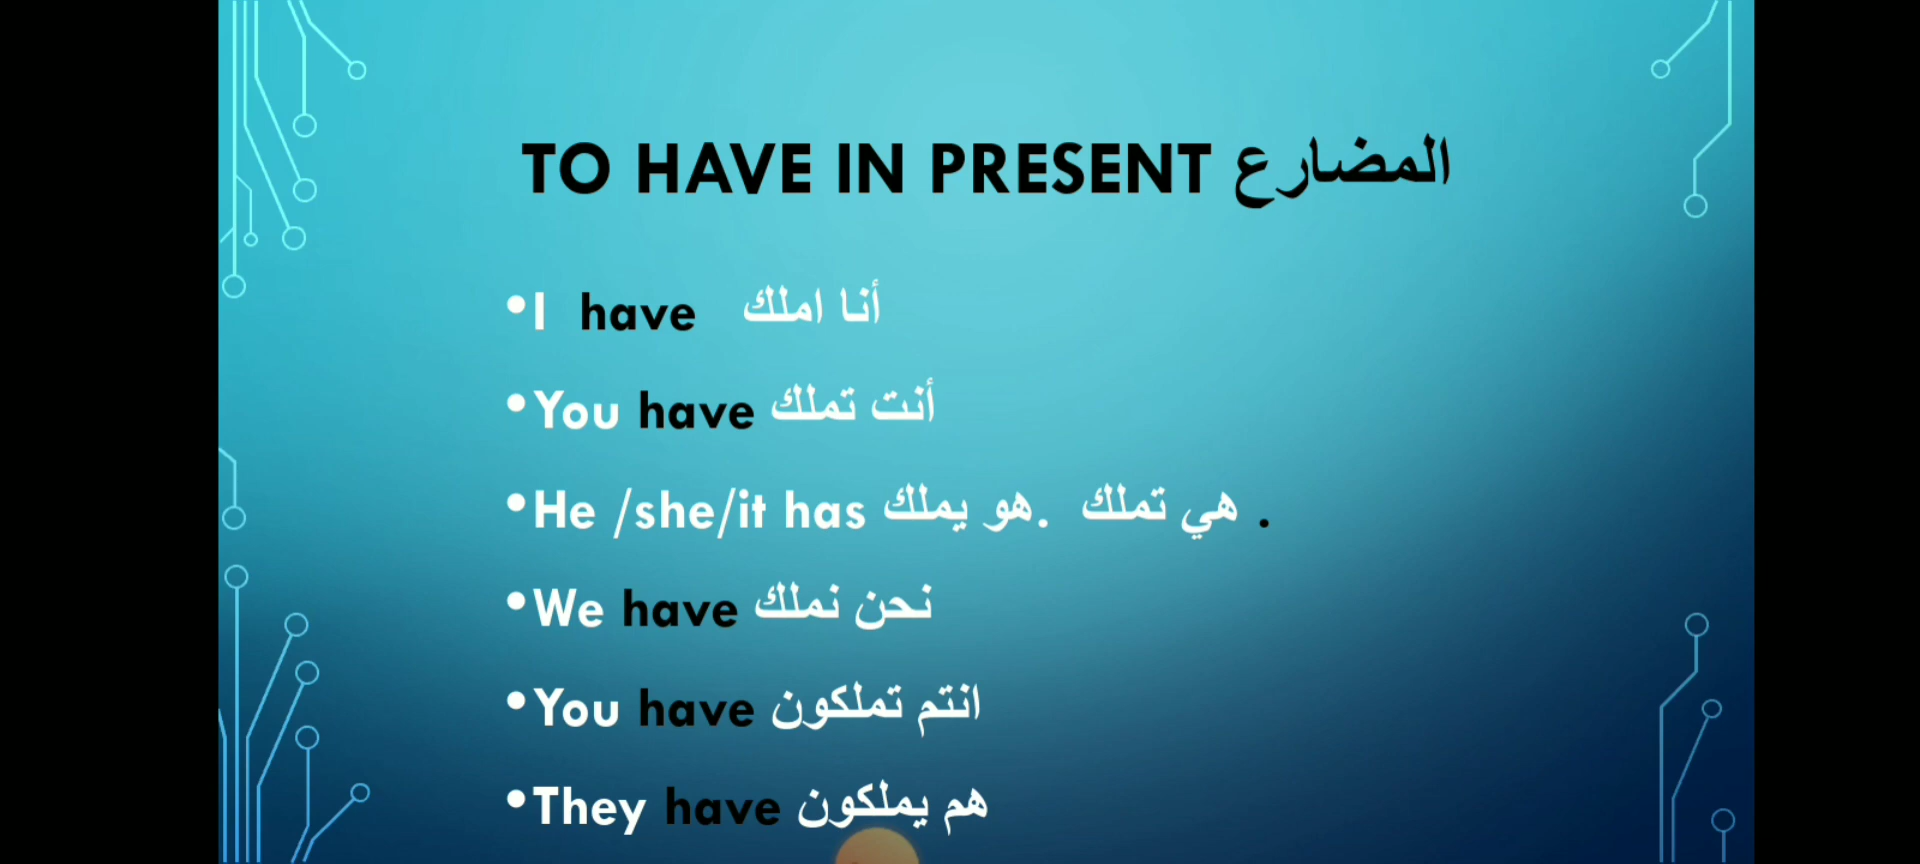 TO HAVE IN PRESENT المضارع
•I have أنا املك
•You have أنت تملك
•He /she/it has هو يملك. هي تملك .
•We have نحن نملك
•You have انتم تملكون
•They have هم يملكون